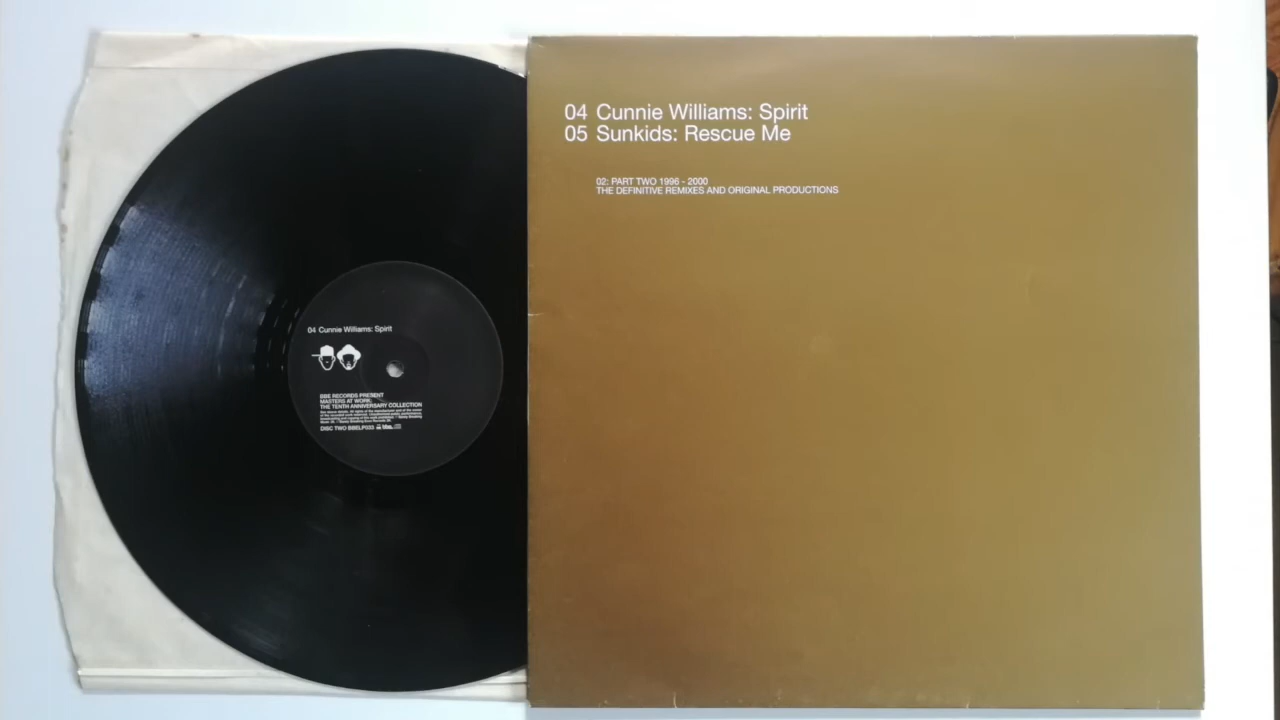 04 Cunnie Williams: Spirit
05 Sunkids: Rescue Me
02: PART TWO 1996 - 2000
THE DEFINITIVE REMIXES AND ORIGINAL PRODUCTIONS
04 Cunnie Williams: Spirit
BBE RECORDS PRESENT
MASTERS AT WORK:
THE TENTH ANNIVERSARY COLLECTION
DISC TWO BBELP033